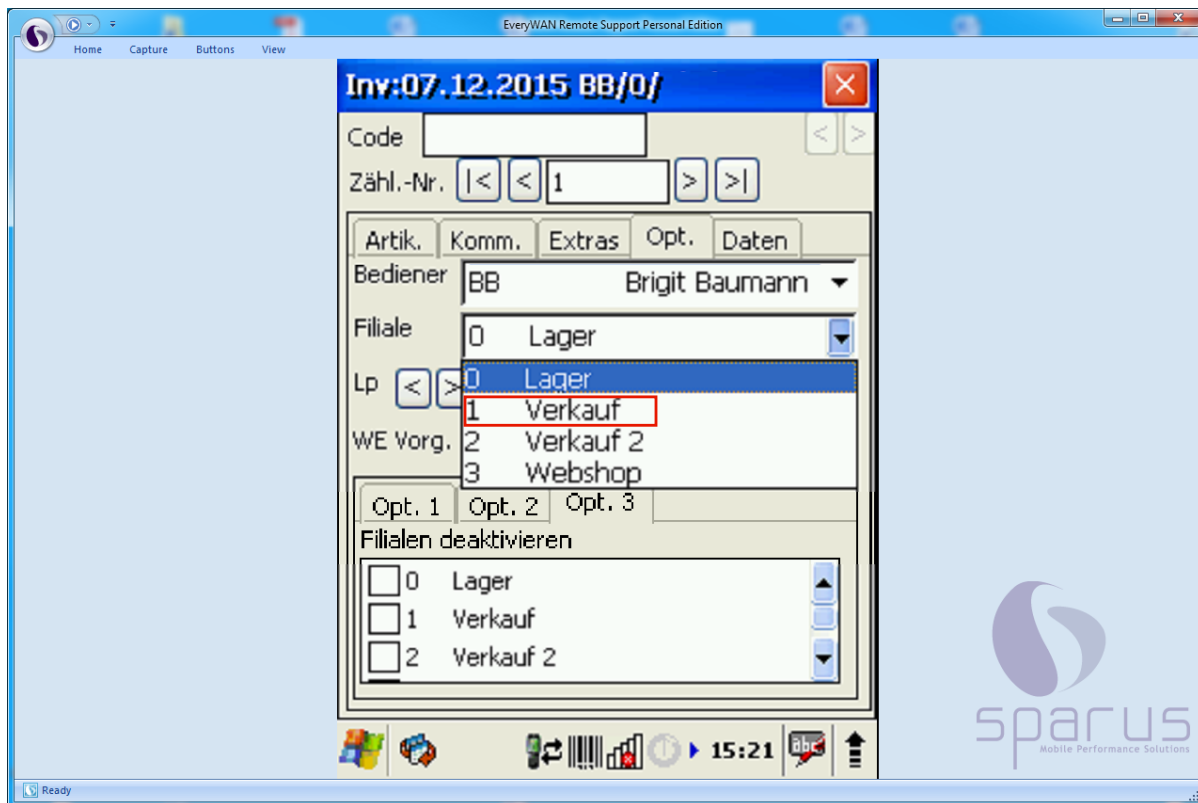 EveryWAN Remote Support Personal Edition
Home Capture Buttons View
Inv:07.12.2015 BB/0/
Code < >
Zähl.-Nr. |< < 1 > >|
Artik. Komm. Extras Opt. Daten
Bediener BB Brigit Baumann
Filiale 0 Lager
Lp < > 0 Lager
1 Verkauf
WE Vorg. 2 Verkauf 2
3 Webshop
Opt. 1 Opt. 2 Opt. 3
Filialen deaktivieren
0 Lager
1 Verkauf
2 Verkauf 2
15:21 abc
sparus
Mobile Performance Solutions
Ready